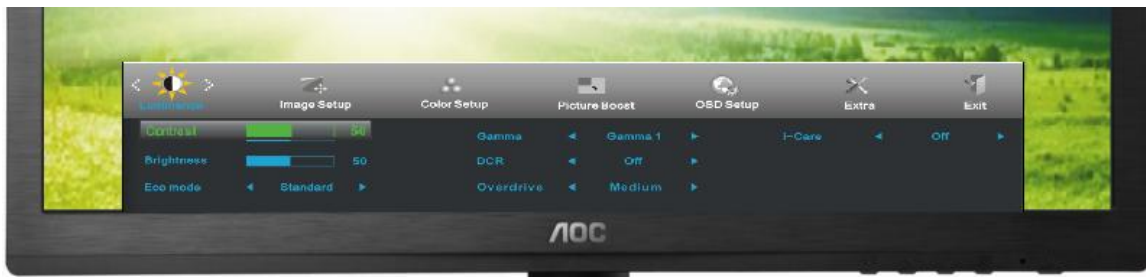 Luminance Image Setup Color Setup Picture Boost OSD Setup Extra Exit
Contrast 50 Gamma Gamma 1 I-Care Off
Brightness 50 DCR Off
Eco mode Standard Overdrive Medium
AOC